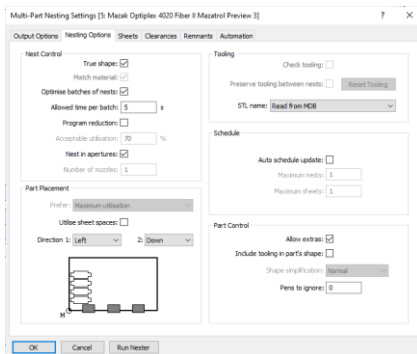 Multi-Part Nesting Settings [5: Mazak Optiplex 4020 Fiber II Mazatrol Preview 3]
? X
Output Options Nesting Options Sheets Clearances Remnants Automation
Nest Control
True shape:
Match material:
Optimise batches of nests:
Allowed time per batch: 5 s
Program reduction:
Acceptable utilisation: 70 %
Nest in apertures:
Number of nozzles: 1
Part Placement
Prefer: Maximum utilisation
Utilise sheet spaces:
Direction 1: Left 2: Down
M
Tooling
Check tooling:
Preserve tooling between nests: Reset Tooling
STL name: Read from MDB
Schedule
Auto schedule update:
Maximum nests: 1
Maximum sheets: 1
Part Control
Allow extras:
Include tooling in part's shape:
Shape simplification: Normal
Pens to ignore: 0
OK Cancel Run Nester